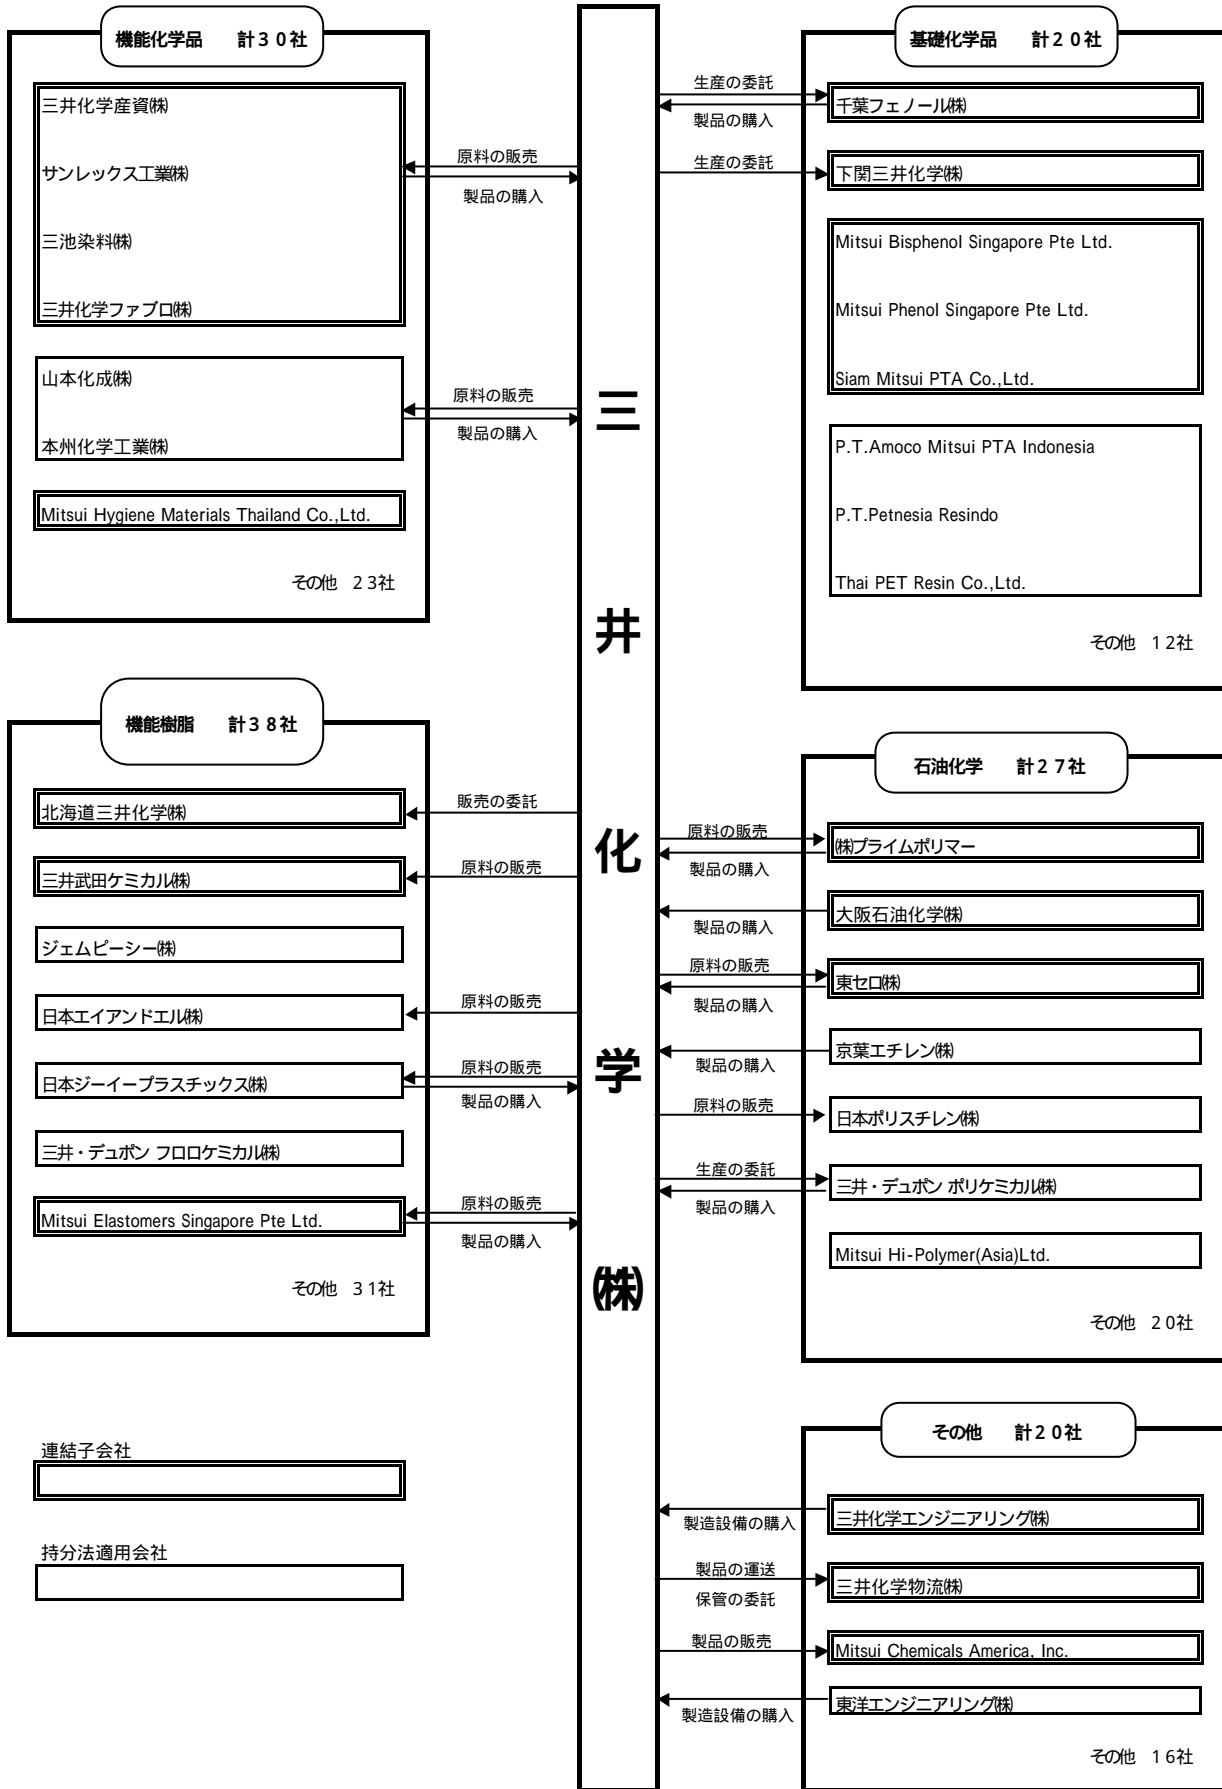 機能化学品　計３０社
三井化学産資㈱
サンレックス工業㈱
三池染料㈱
三井化学ファブロ㈱
原料の販売
製品の購入
山本化成㈱
本州化学工業㈱
原料の販売
製品の購入
Mitsui Hygiene Materials Thailand Co.,Ltd.
その他　２３社
機能樹脂　計３８社
北海道三井化学㈱
販売の委託
三井武田ケミカル㈱
原料の販売
ジェムピーシー㈱
日本エイアンドエル㈱
原料の販売
日本ジーイープラスチックス㈱
原料の販売
製品の購入
三井・デュポン フロロケミカル㈱
Mitsui Elastomers Singapore Pte Ltd.
原料の販売
製品の購入
その他　３１社
連結子会社
持分法適用会社
三
井
化
学
㈱
基礎化学品　計２０社
生産の委託
製品の購入
千葉フェノール㈱
生産の委託
下関三井化学㈱
Mitsui Bisphenol Singapore Pte Ltd.
Mitsui Phenol Singapore Pte Ltd.
Siam Mitsui PTA Co.,Ltd.
P.T.Amoco Mitsui PTA Indonesia
P.T.Petnesia Resindo
Thai PET Resin Co.,Ltd.
その他　１２社
石油化学　計２７社
原料の販売
製品の購入
㈱プライムポリマー
製品の購入
大阪石油化学㈱
原料の販売
製品の購入
東セロ㈱
製品の購入
京葉エチレン㈱
原料の販売
日本ポリスチレン㈱
生産の委託
製品の購入
三井・デュポン ポリケミカル㈱
Mitsui Hi-Polymer(Asia)Ltd.
その他　２０社
その他　計２０社
製造設備の購入
三井化学エンジニアリング㈱
製品の運送
保管の委託
三井化学物流㈱
製品の販売
Mitsui Chemicals America, Inc.
製造設備の購入
東洋エンジニアリング㈱
その他　１６社